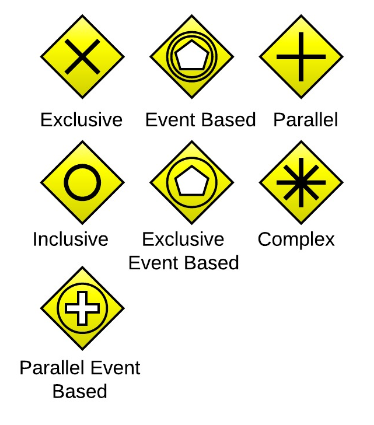 Exclusive
Event Based
Parallel
Inclusive
Exclusive
Event Based
Complex
Parallel Event
Based